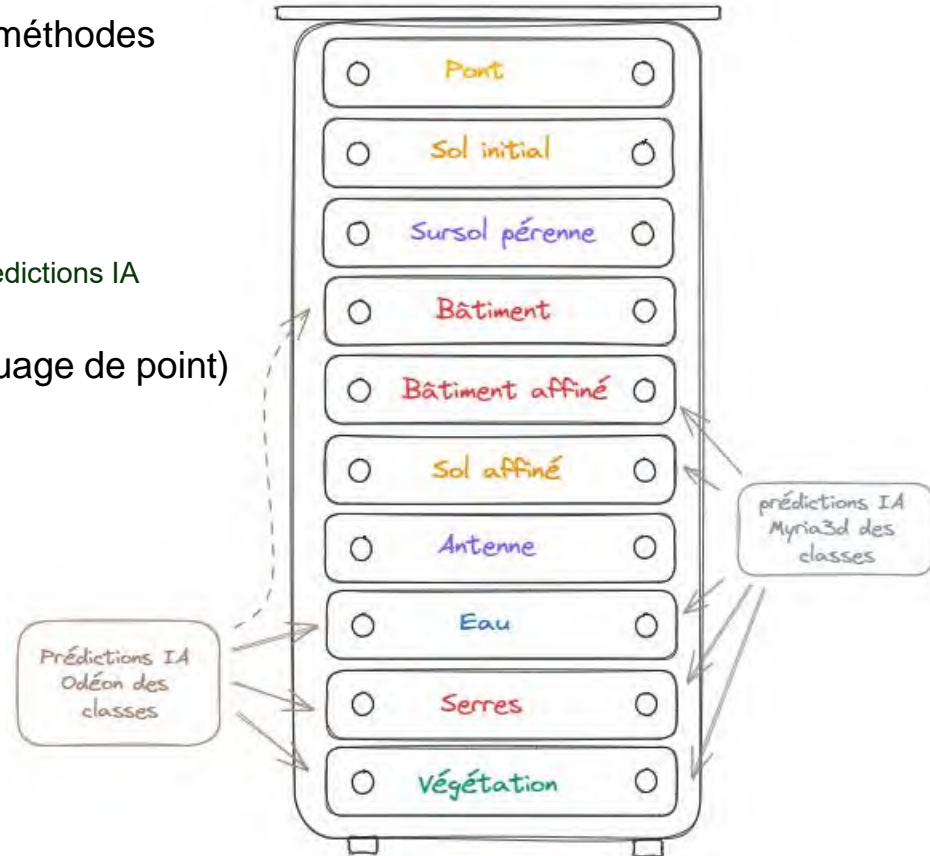 méthodes
édictions IA
uage de point)
Pont
Sol initial
Sursol pérenne
Bâtiment
Bâtiment affiné
Sol affiné
Antenne
Eau
Serres
Végétation
Prédictions IA
Odéon des
classes
prédictions IA
Myria3d des
classes